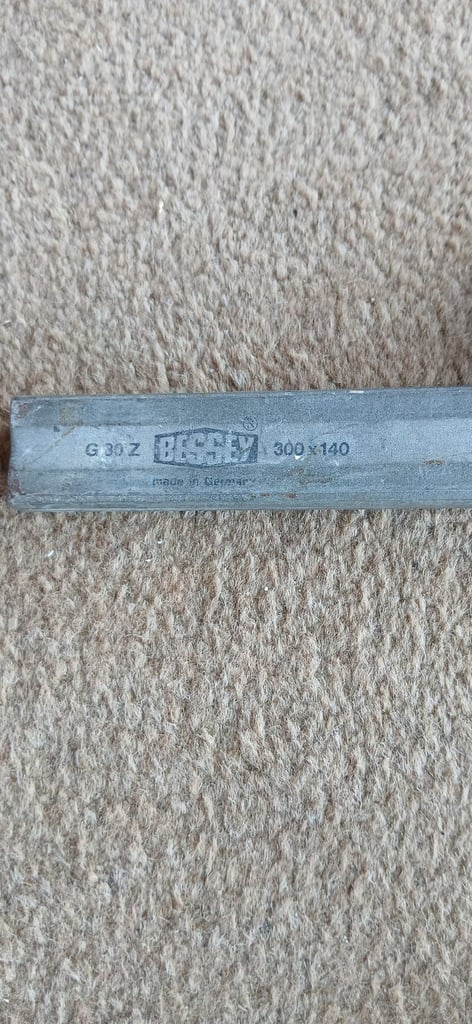 G 30 Z BESSEY ® 300 x 140
made in Germany